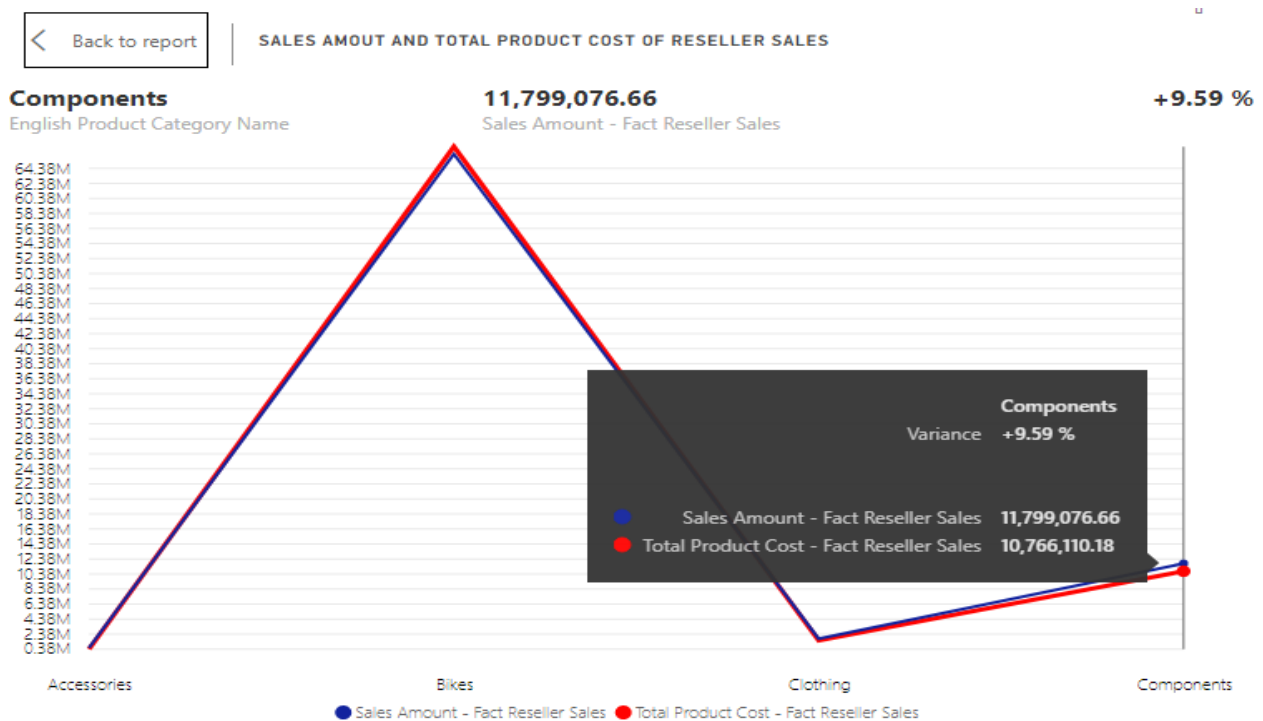 Back to report
SALES AMOUT AND TOTAL PRODUCT COST OF RESELLER SALES
Components 11,799,076.66 +9.59 %
English Product Category Name Sales Amount - Fact Reseller Sales
64.38M
62.38M
60.38M
58.38M
56.38M
54.38M
52.38M
50.38M
48.38M
46.38M
44.38M
42.38M
40.38M
38.38M
36.38M
34.38M
32.38M
30.38M
28.38M
26.38M
24.38M
22.38M
20.38M
18.38M
16.38M
14.38M
12.38M
10.38M
8.38M
6.38M
4.38M
2.38M
0.38M
Components
Variance +9.59 %
Sales Amount - Fact Reseller Sales 11,799,076.66
Total Product Cost - Fact Reseller Sales 10,766,110.18
Accessories Bikes Clothing Components
Sales Amount - Fact Reseller Sales Total Product Cost - Fact Reseller Sales